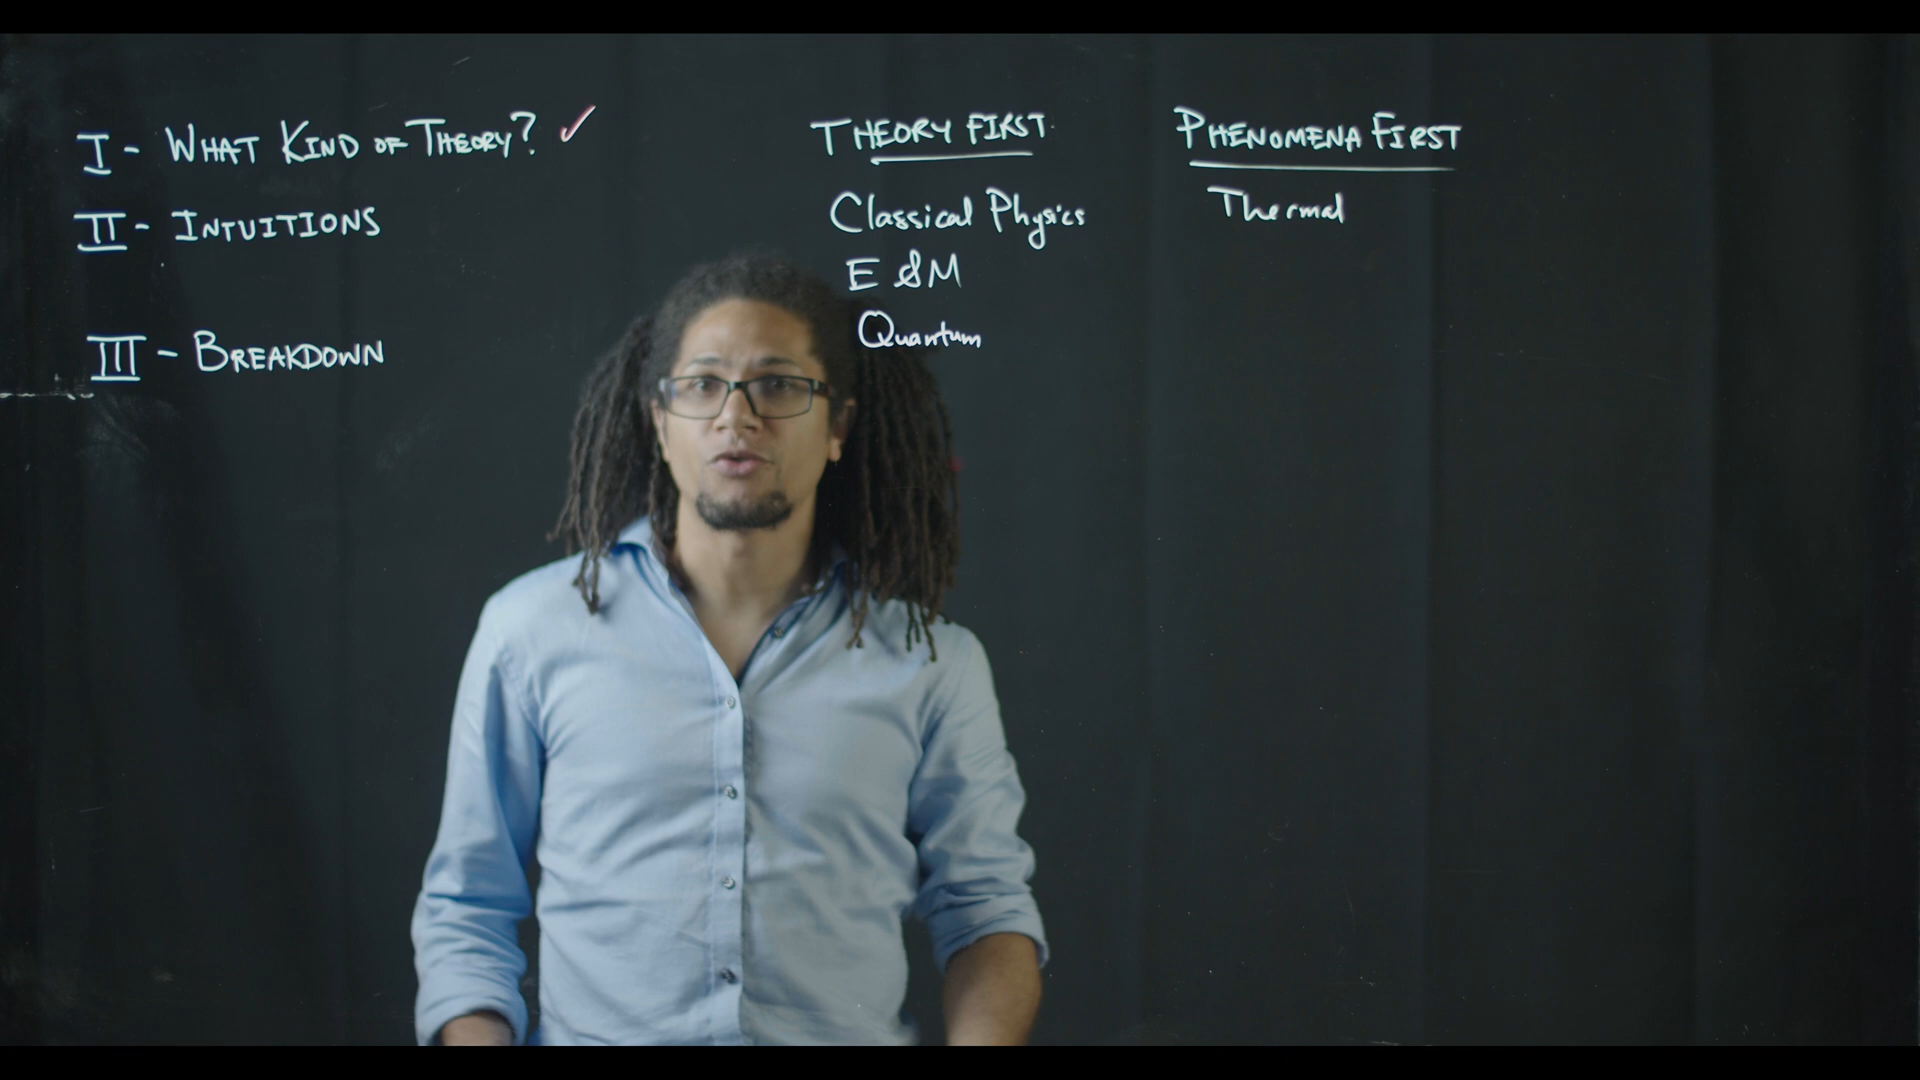 I - WHAT KIND OF THEORY? ✓
II - INTUITIONS
III - BREAKDOWN
THEORY FIRST
Classical Physics
E & M
Quantum
PHENOMENA FIRST
Thermal